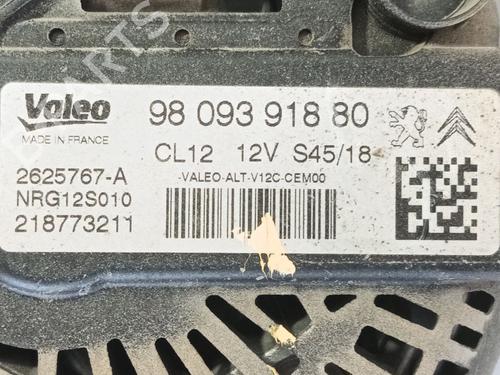 Valeo 98 093 918 80
MADE IN FRANCE
CL12 12V S45/18
-VALEO-ALT-V12C-CEM00
2625767-A
NRG12S010
218773211
PARTS